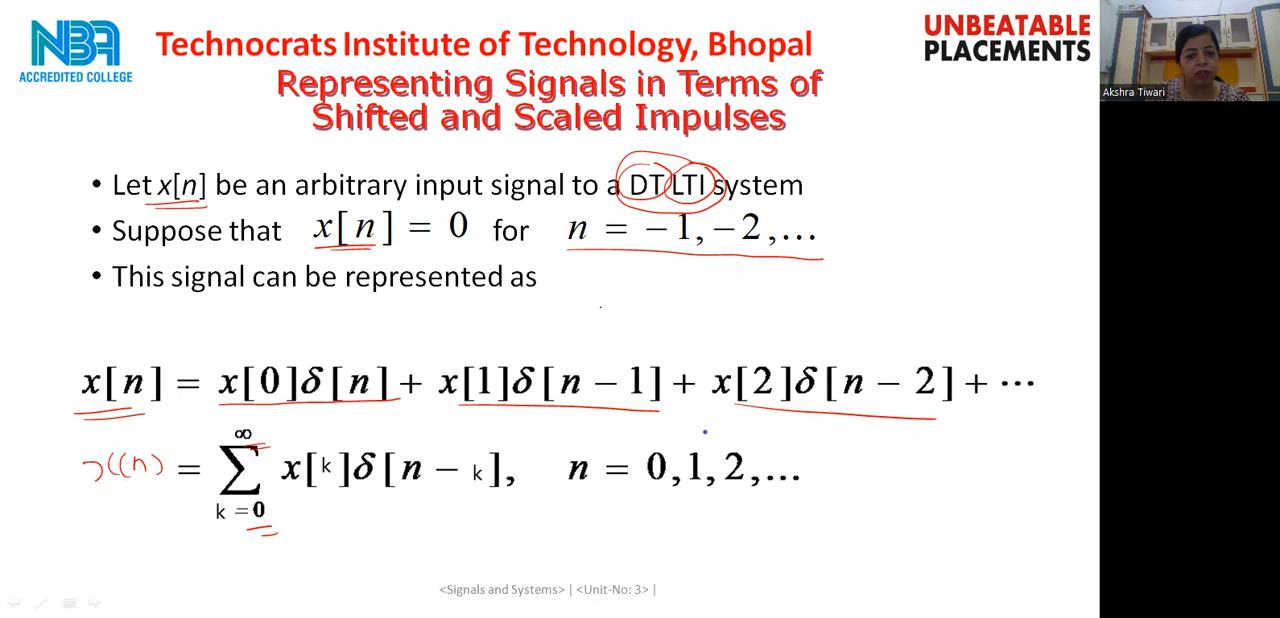 NBA
ACCREDITED COLLEGE
Technocrats Institute of Technology, Bhopal
UNBEATABLE
PLACEMENTS
Representing Signals in Terms of
Shifted and Scaled Impulses
Akshra Tiwari
• Let x[n] be an arbitrary input signal to a DT LTI system
• Suppose that x[n] = 0 for n = −1, −2, ...
• This signal can be represented as
x[n] = x[0]δ[n] + x[1]δ[n − 1] + x[2]δ[n − 2] + ⋯
x(n) = ∑_{k=0}^{∞} x[k]δ[n − k], n = 0, 1, 2, ...
<Signals and Systems> | <Unit-No: 3> |